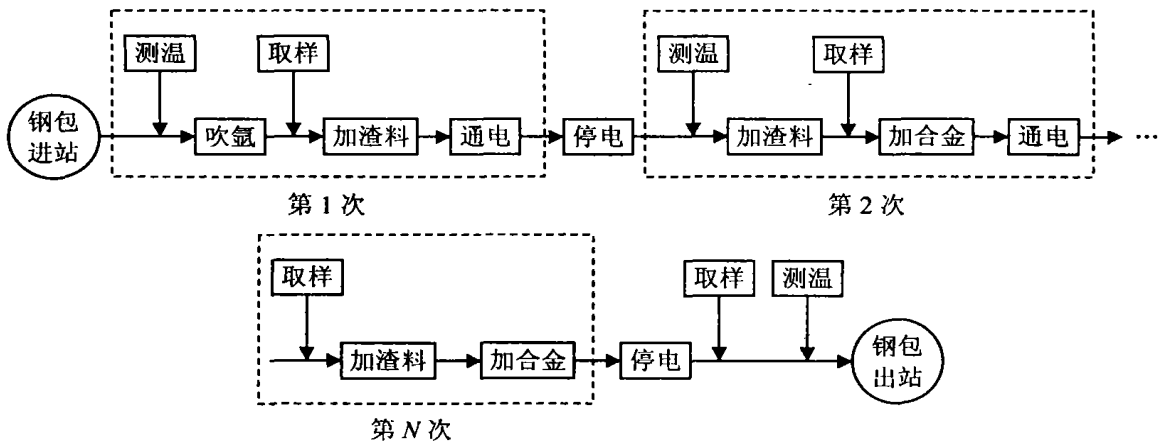 测温
取样
测温
取样
钢包
进站
吹氩
加渣料
通电
停电
加渣料
加合金
通电
…
第1次
第2次
取样
取样
测温
加渣料
加合金
停电
钢包
出站
第N次